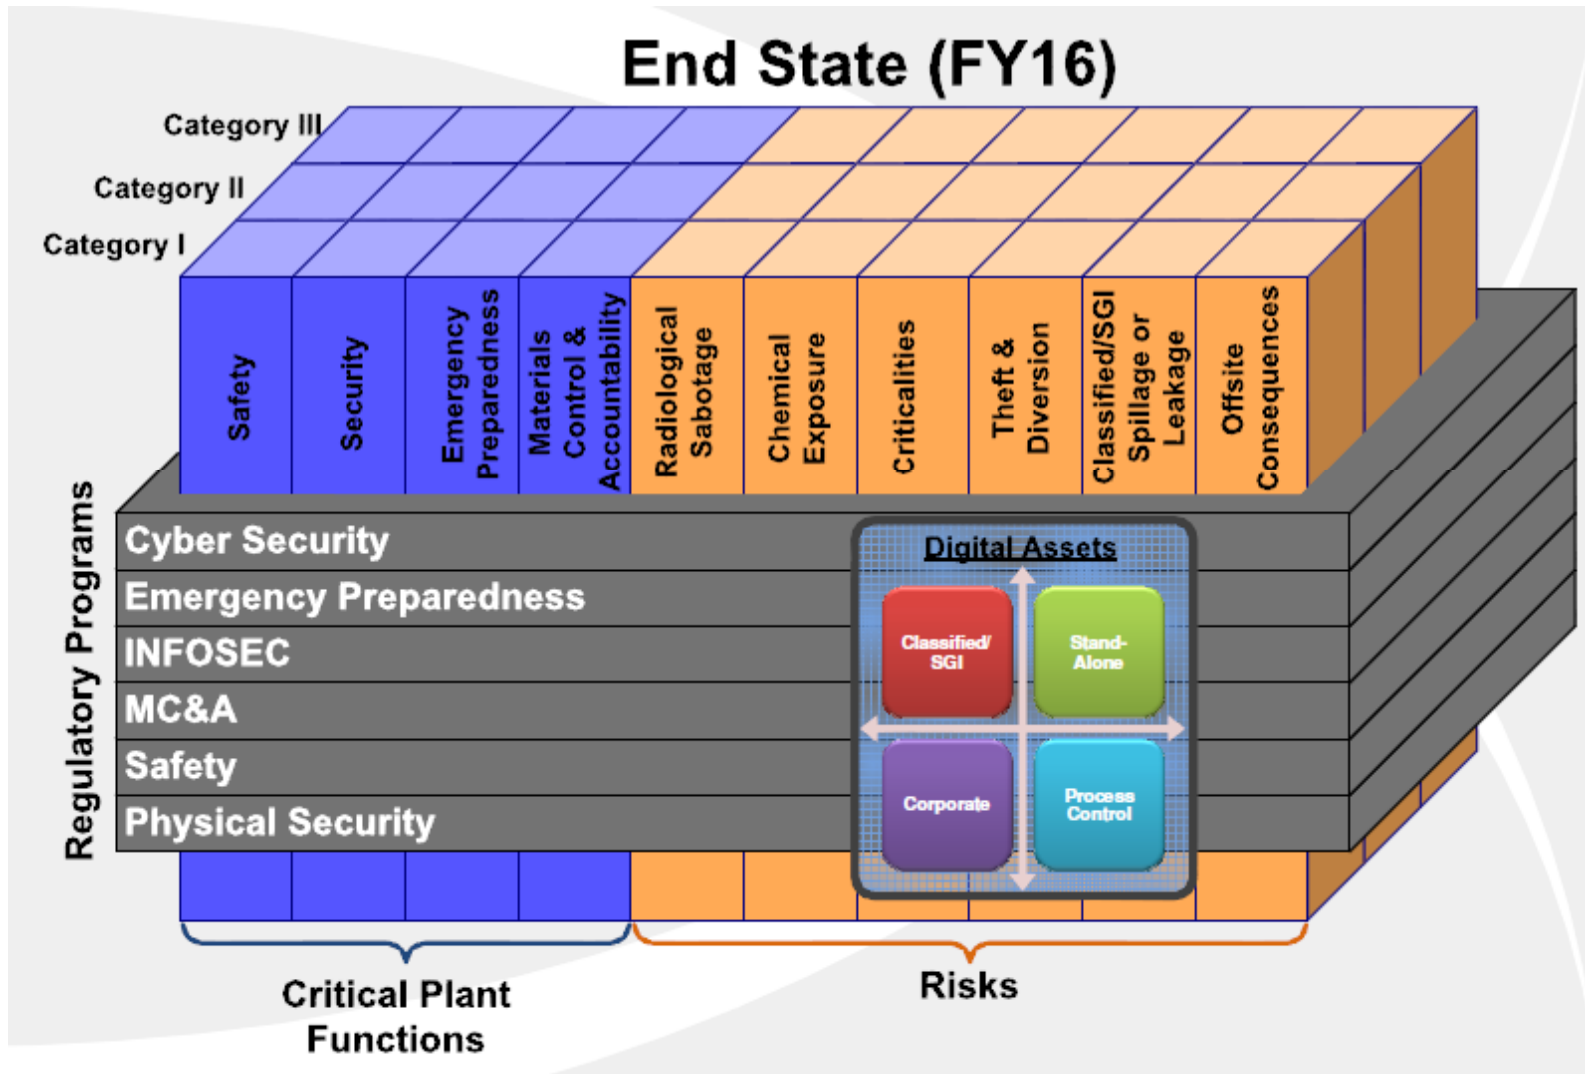 End State (FY16)
Category III
Category II
Category I
Safety
Security
Emergency
Preparedness
Materials
Control &
Accountability
Radiological
Sabotage
Chemical
Exposure
Criticalities
Theft &
Diversion
Classified/SGI
Spillage or
Leakage
Offsite
Consequences
Regulatory Programs
Cyber Security
Emergency Preparedness
INFOSEC
MC&A
Safety
Physical Security
Digital Assets
Classified/
SGI
Stand-
Alone
Corporate
Process
Control
Critical Plant
Functions
Risks